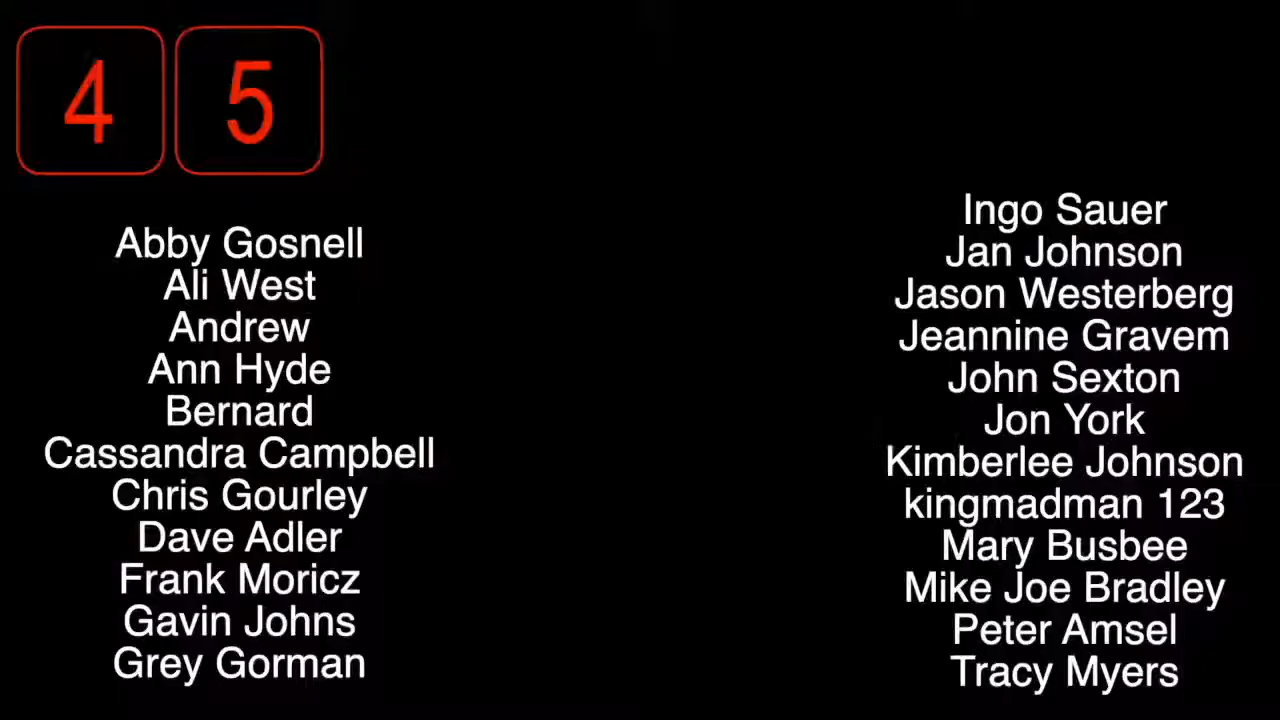 4 5
Abby Gosnell
Ali West
Andrew
Ann Hyde
Bernard
Cassandra Campbell
Chris Gourley
Dave Adler
Frank Moricz
Gavin Johns
Grey Gorman
Ingo Sauer
Jan Johnson
Jason Westerberg
Jeannine Gravem
John Sexton
Jon York
Kimberlee Johnson
kingmadman 123
Mary Busbee
Mike Joe Bradley
Peter Amsel
Tracy Myers